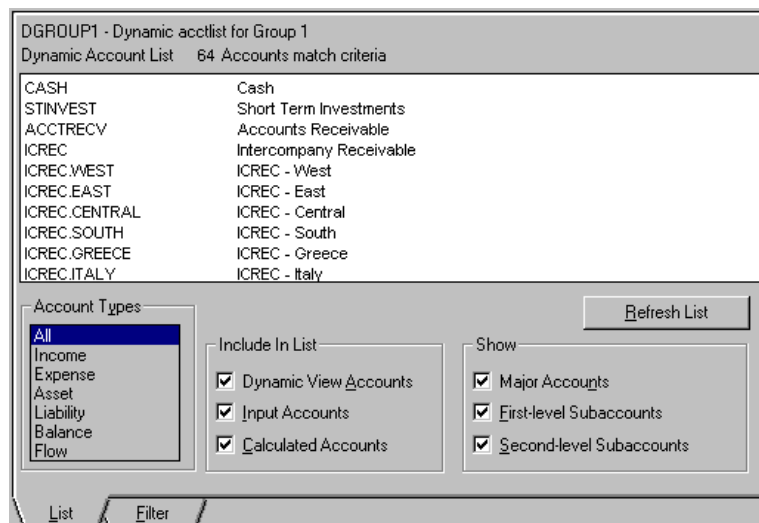 DGROUP1 - Dynamic acctlist for Group 1
Dynamic Account List 64 Accounts match criteria
CASH Cash
STINVEST Short Term Investments
ACCTRECV Accounts Receivable
ICREC Intercompany Receivable
ICREC.WEST ICREC - West
ICREC.EAST ICREC - East
ICREC.CENTRAL ICREC - Central
ICREC.SOUTH ICREC - South
ICREC.GREECE ICREC - Greece
ICREC.ITALY ICREC - Italy
Account Types
All
Income
Expense
Asset
Liability
Balance
Flow
Refresh List
Include In List
Dynamic View Accounts
Input Accounts
Calculated Accounts
Show
Major Accounts
First-level Subaccounts
Second-level Subaccounts
List Filter